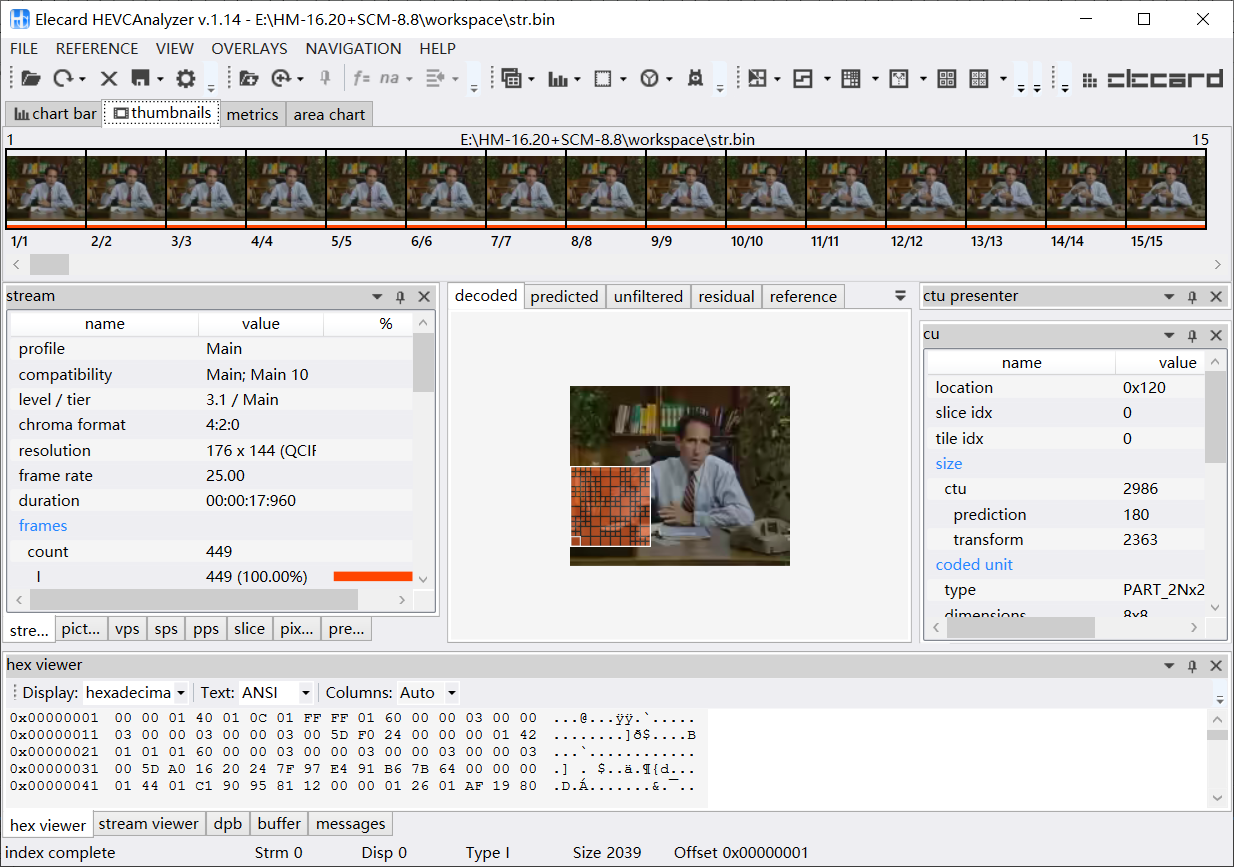 Elecard HEVCAnalyzer v.1.14 - E:\HM-16.20+SCM-8.8\workspace\str.bin
FILE REFERENCE VIEW OVERLAYS NAVIGATION HELP
f= na
elecard
chart bar thumbnails metrics area chart
1 E:\HM-16.20+SCM-8.8\workspace\str.bin 15
1/1 2/2 3/3 4/4 5/5 6/6 7/7 8/8 9/9 10/10 11/11 12/12 13/13 14/14 15/15
stream
name value %
profile Main
compatibility Main; Main 10
level / tier 3.1 / Main
chroma format 4:2:0
resolution 176 x 144 (QCIF
frame rate 25.00
duration 00:00:17:960
frames
count 449
I 449 (100.00%)
stre... pict... vps sps pps slice pix... pre...
decoded predicted unfiltered residual reference
ctu presenter
cu
name value
location 0x120
slice idx 0
tile idx 0
size
ctu 2986
prediction 180
transform 2363
coded unit
type PART_2Nx2
dimensions 8x8
hex viewer
Display: hexadecima Text: ANSI Columns: Auto
0x00000001 00 00 01 40 01 0C 01 FF FF 01 60 00 00 03 00 00 ...@...ÿÿ.`.....
0x00000011 03 00 00 03 00 00 03 00 5D F0 24 00 00 00 01 42 ........]ð$....B
0x00000021 01 01 01 60 00 00 03 00 00 03 00 00 03 00 00 03 ...`............
0x00000031 00 5D A0 16 20 24 7F 97 E4 91 B6 7B 64 00 00 00 .] . $..ä.¶{d...
0x00000041 01 44 01 C1 90 95 81 12 00 00 01 26 01 AF 19 80 .D.Á.......&.¯..
hex viewer stream viewer dpb buffer messages
index complete Strm 0 Disp 0 Type I Size 2039 Offset 0x00000001